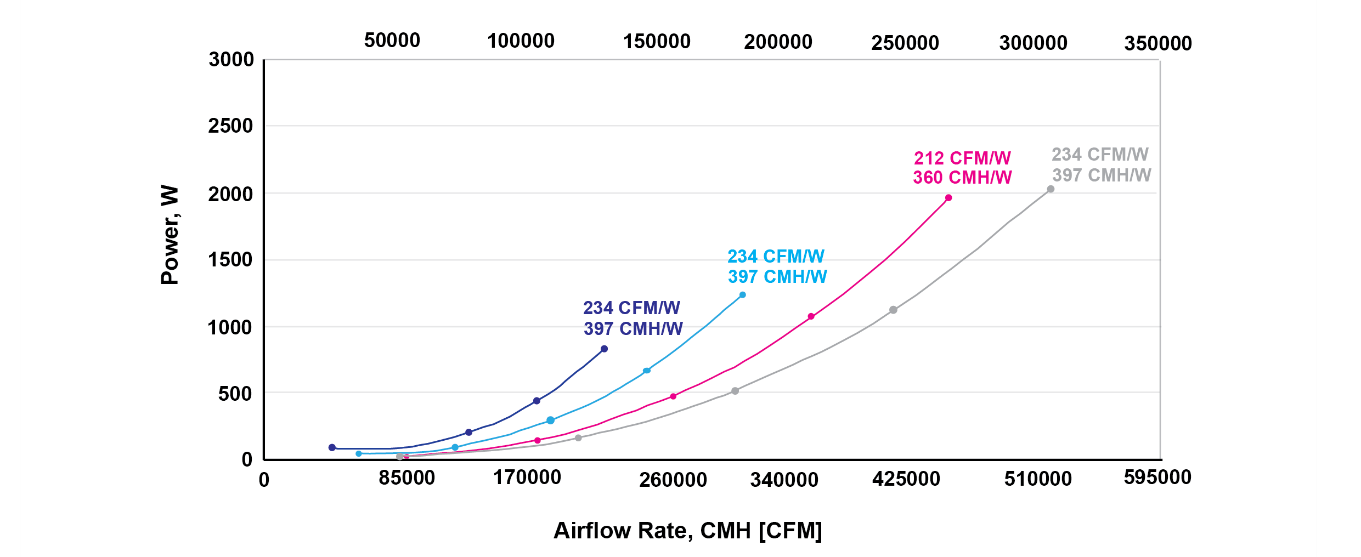 50000 100000 150000 200000 250000 300000 350000
3000
2500
2000
1500
1000
500
0
Power, W
234 CFM/W
397 CMH/W
234 CFM/W
397 CMH/W
212 CFM/W
360 CMH/W
234 CFM/W
397 CMH/W
0 85000 170000 260000 340000 425000 510000 595000
Airflow Rate, CMH [CFM]